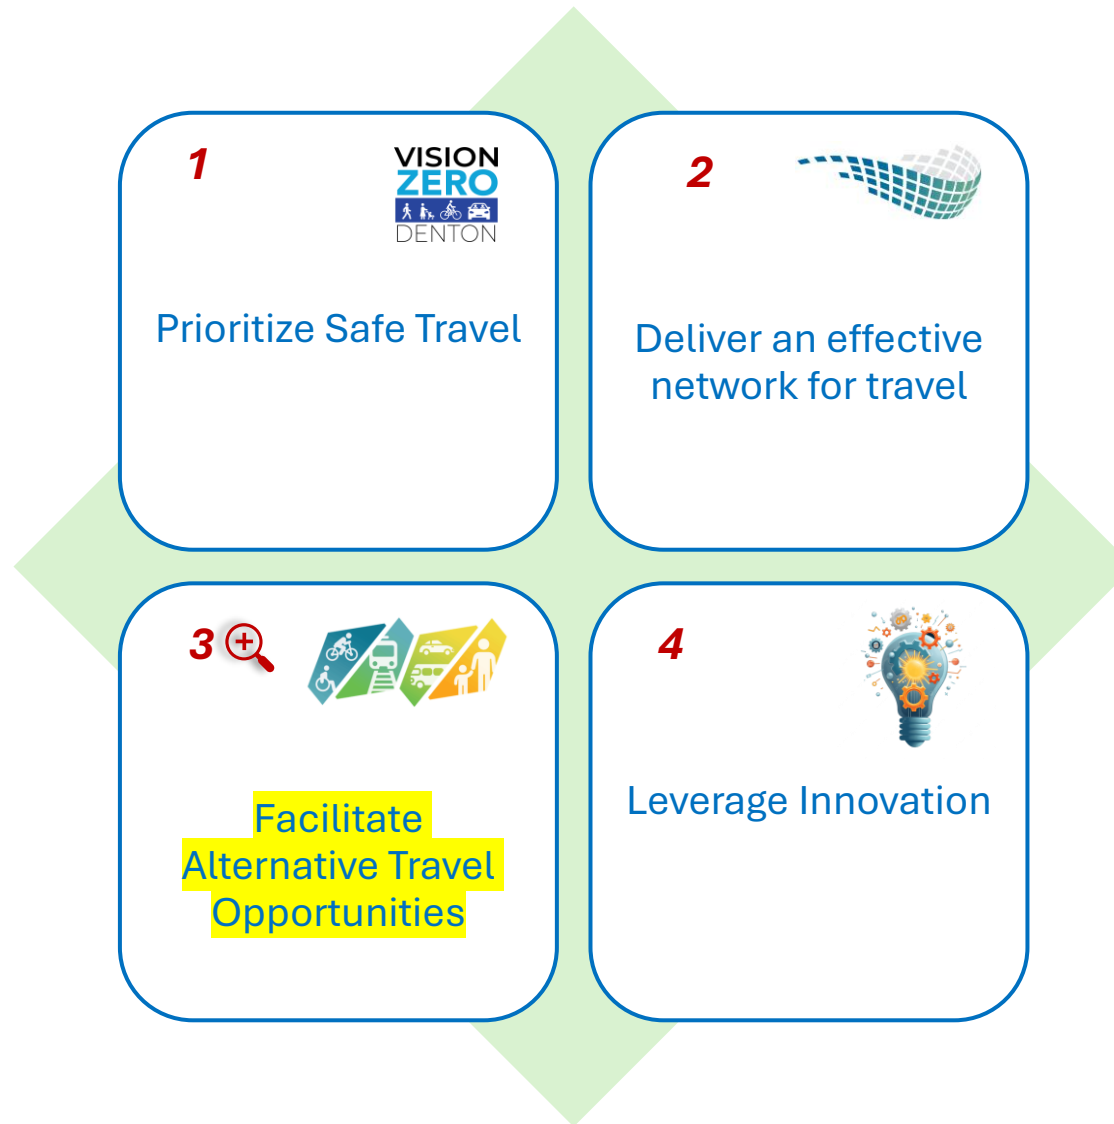 1
VISION
ZERO
DENTON
Prioritize Safe Travel
2
Deliver an effective
network for travel
3
Facilitate
Alternative Travel
Opportunities
4
Leverage Innovation